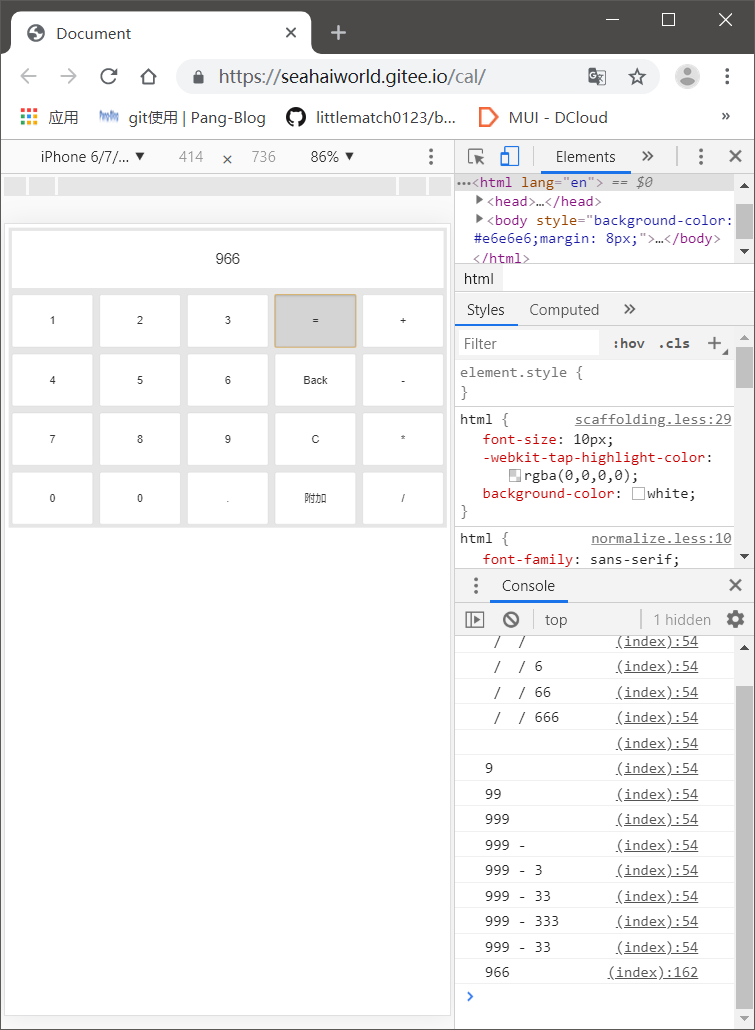 Document
https://seahaiworld.gitee.io/cal/
应用 git使用 | Pang-Blog littlematch0123/b... MUI - DCloud »
iPhone 6/7/... ▼ 414 × 736 86% ▼
Elements »
<html lang="en"> == $0
<head>…</head>
<body style="background-color:
#e6e6e6;margin: 8px;">…</body>
</html>
html
Styles Computed »
Filter :hov .cls +
element.style {
}
html { scaffolding.less:29
font-size: 10px;
-webkit-tap-highlight-color:
rgba(0,0,0,0);
background-color: white;
}
html { normalize.less:10
font-family: sans-serif;
966
1 2 3 = +
4 5 6 Back -
7 8 9 C *
0 0 . 附加 /
Console
top 1 hidden
/ / (index):54
/ / 6 (index):54
/ / 66 (index):54
/ / 666 (index):54
(index):54
9 (index):54
99 (index):54
999 (index):54
999 - (index):54
999 - 3 (index):54
999 - 33 (index):54
999 - 333 (index):54
999 - 33 (index):54
966 (index):162